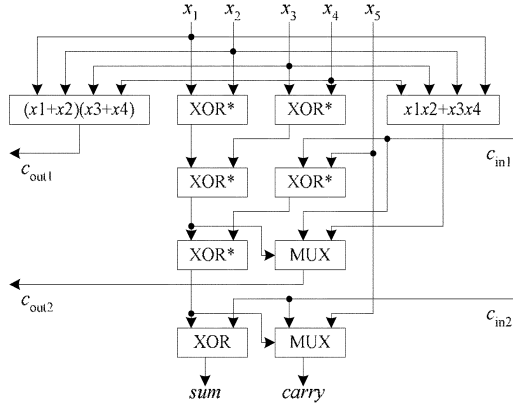 x1 x2 x3 x4 x5
(x1+x2)(x3+x4) XOR* XOR* x1x2+x3x4
cout1 cin1
XOR* XOR*
XOR* MUX
cout2 cin2
XOR MUX
sum carry